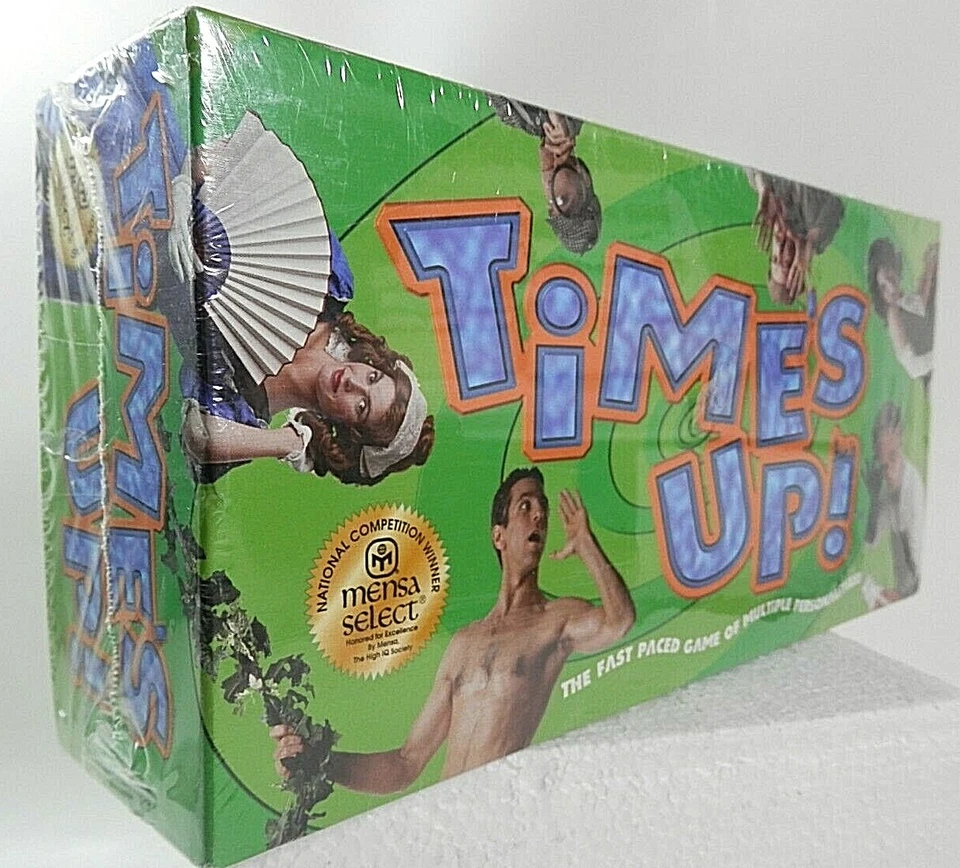 TiME'S
UP!
TiME'S
UP!
NATIONAL COMPETITION WINNER
mensa
SELECT®
Honored for Excellence
By Mensa,
The High IQ Society
THE FAST PACED GAME OF MULTIPLE